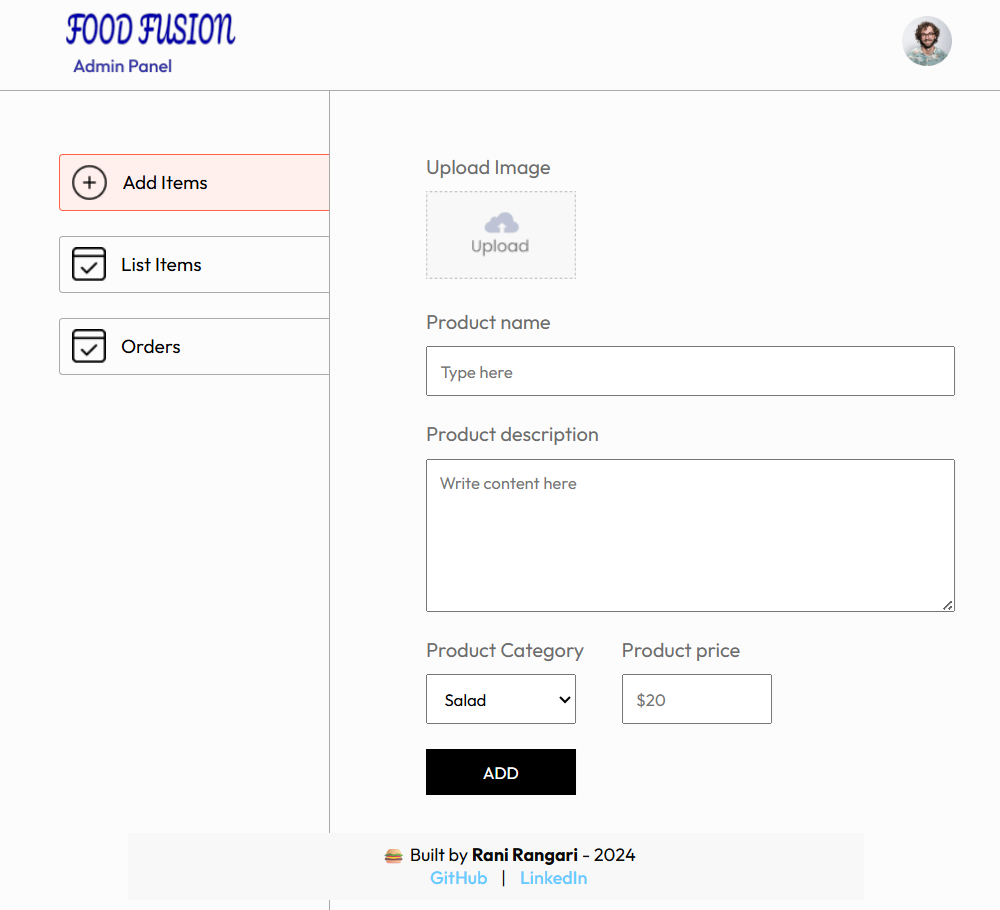 FOOD FUSION
Admin Panel
Add Items
List Items
Orders
Upload Image
Upload
Product name
Type here
Product description
Write content here
Product Category
Product price
Salad
$20
ADD
🍔 Built by Rani Rangari - 2024
GitHub | LinkedIn